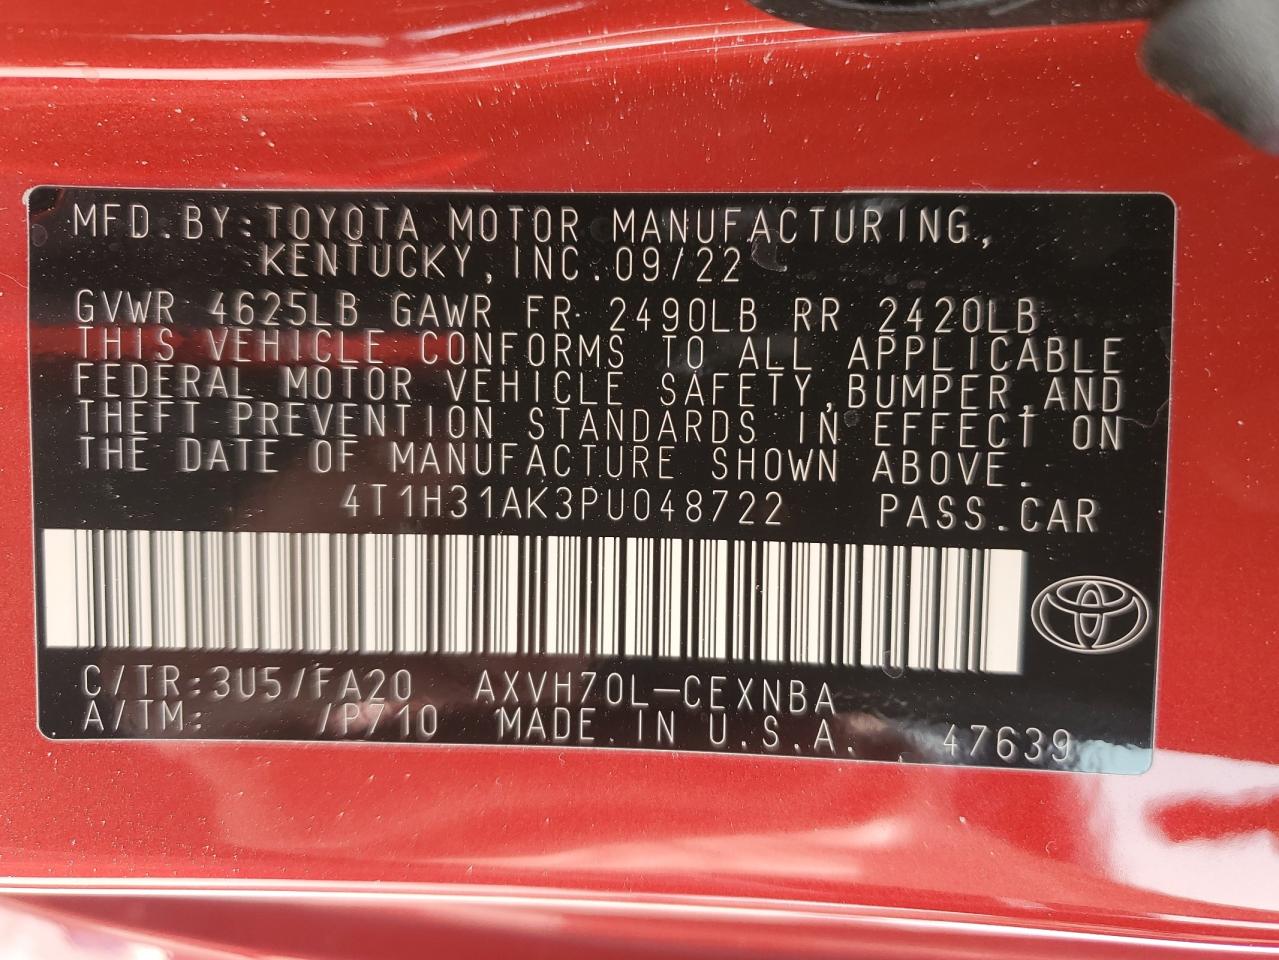 MFD.BY:TOYOTA MOTOR MANUFACTURING,
KENTUCKY,INC.09/22
GVWR 4625LB GAWR FR 2490LB RR 2420LB
THIS VEHICLE CONFORMS TO ALL APPLICABLE
FEDERAL MOTOR VEHICLE SAFETY,BUMPER,AND
THEFT PREVENTION STANDARDS IN EFFECT ON
THE DATE OF MANUFACTURE SHOWN ABOVE.
4T1H31AK3PU048722 PASS.CAR
C/TR:3U5/FA20 AXVH70L-CEXNBA
A/TM: /P710 MADE IN U.S.A. 47639